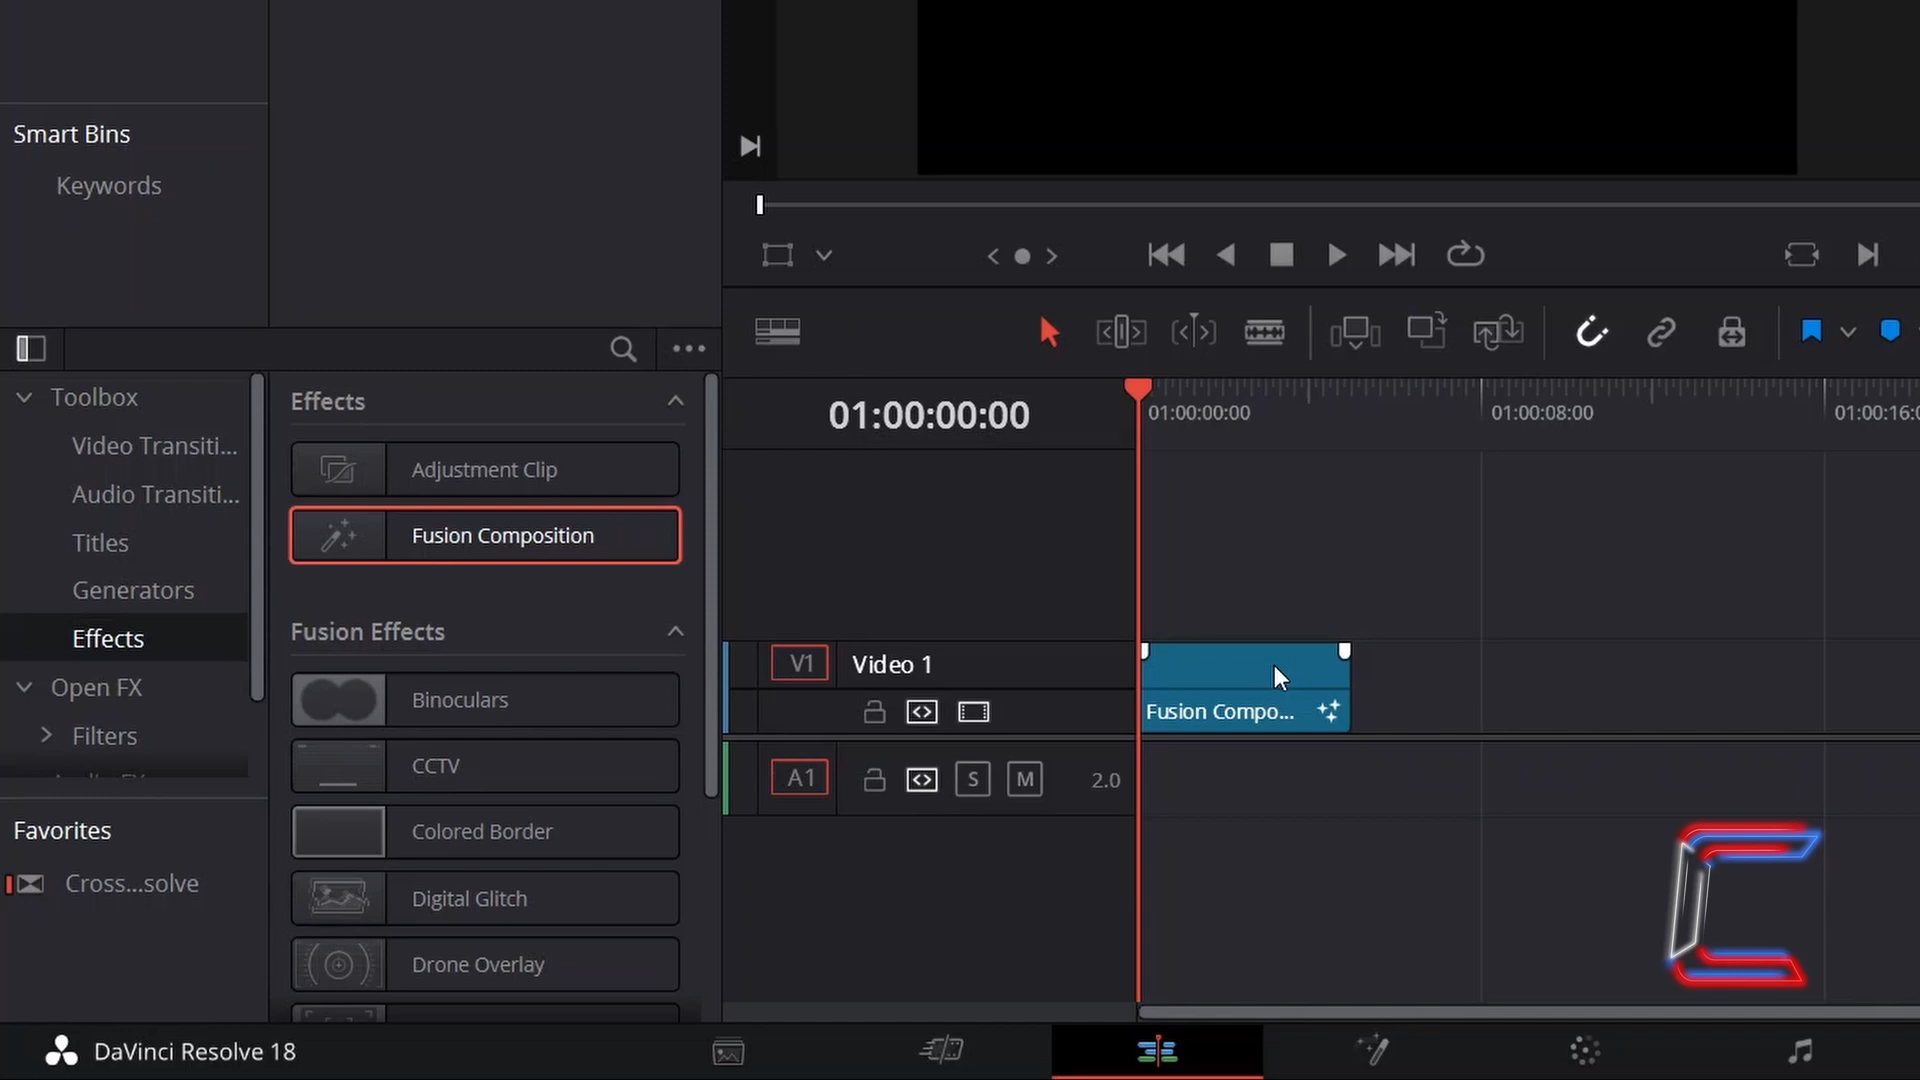 Smart Bins
Keywords
Toolbox
Video Transiti...
Audio Transiti...
Titles
Generators
Effects
Open FX
Filters
Favorites
Cross...solve
Effects
Adjustment Clip
Fusion Composition
Fusion Effects
Binoculars
CCTV
Colored Border
Digital Glitch
Drone Overlay
01:00:00:00
01:00:00:00
01:00:08:00
V1
Video 1
Fusion Compo...
A1
S
M
2.0
DaVinci Resolve 18